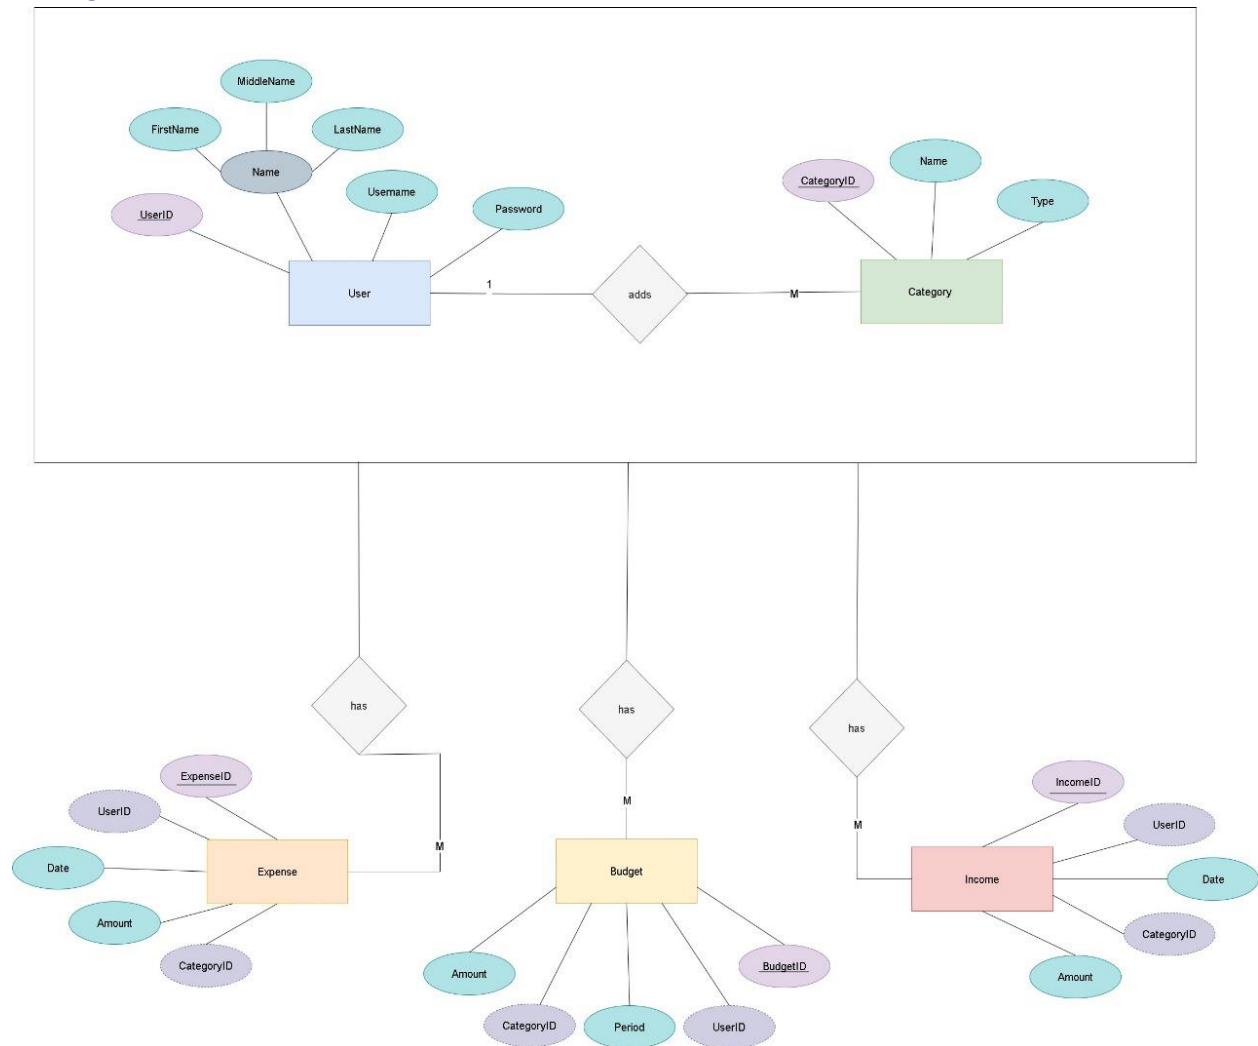 MiddleName
FirstName
LastName
Name
Username
UserID
Password
CategoryID
Name
Type
User
1
adds
M
Category
has
has
has
ExpenseID
UserID
Date
Expense
M
Amount
CategoryID
M
Budget
Amount
CategoryID
Period
UserID
BudgetID
M
IncomeID
UserID
Income
Date
CategoryID
Amount